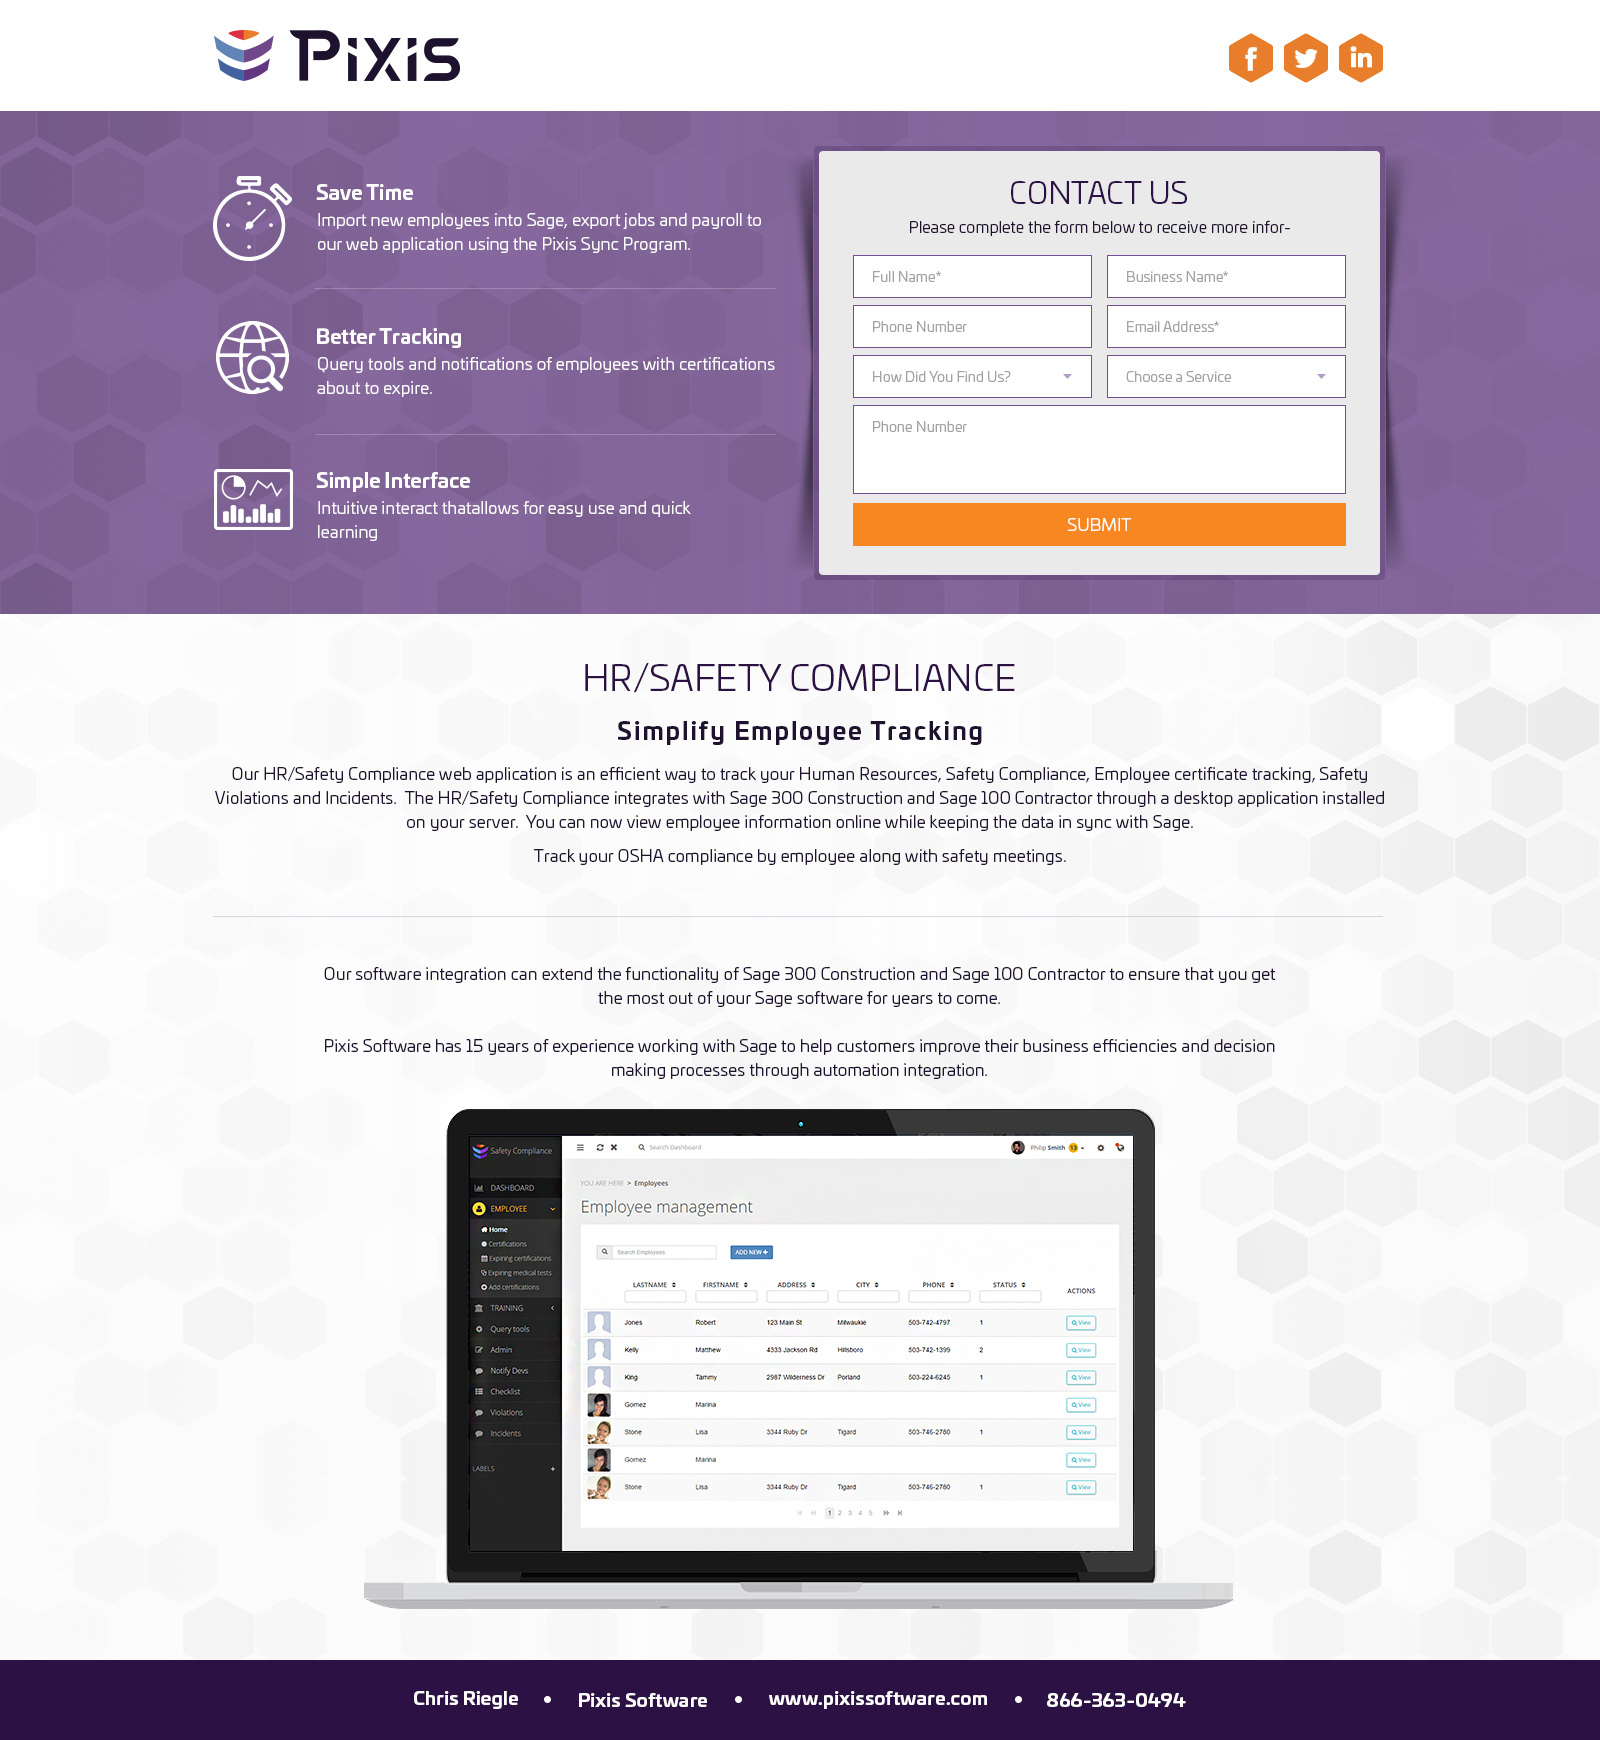 Pixis
f
in
Save Time
Import new employees into Sage, export jobs and payroll to
our web application using the Pixis Sync Program.
Better Tracking
Query tools and notifications of employees with certifications
about to expire.
Simple Interface
Intuitive interact thatallows for easy use and quick
learning
CONTACT US
Please complete the form below to receive more infor-
Full Name*
Business Name*
Phone Number
Email Address*
How Did You Find Us?
Choose a Service
Phone Number
SUBMIT
HR/SAFETY COMPLIANCE
Simplify Employee Tracking
Our HR/Safety Compliance web application is an efficient way to track your Human Resources, Safety Compliance, Employee certificate tracking, Safety
Violations and Incidents. The HR/Safety Compliance integrates with Sage 300 Construction and Sage 100 Contractor through a desktop application installed
on your server. You can now view employee information online while keeping the data in sync with Sage.
Track your OSHA compliance by employee along with safety meetings.
Our software integration can extend the functionality of Sage 300 Construction and Sage 100 Contractor to ensure that you get
the most out of your Sage software for years to come.
Pixis Software has 15 years of experience working with Sage to help customers improve their business efficiencies and decision
making processes through automation integration.
Safety Compliance
Search Dashboard
Philip Smith 13
DASHBOARD
EMPLOYEE
Home
Certifications
Expiring certifications
Expiring medical tests
Add certifications
TRAINING
Query tools
Admin
Notify Devs
Checklist
Violations
Incidents
LABELS +
YOU ARE HERE > Employees
Employee management
Search Employees
ADD NEW +
LASTNAME FIRSTNAME ADDRESS CITY PHONE STATUS ACTIONS
Jones Robert 123 Main St Milwaukie 503-742-4797 1 View
Kelly Matthew 4333 Jackson Rd Hillsboro 503-742-1399 2 View
King Tammy 2987 Wilderness Dr Porland 503-224-6245 1 View
Gomez Marina View
Stone Lisa 3344 Ruby Dr Tigard 503-746-2780 1 View
Gomez Marina View
Stone Lisa 3344 Ruby Dr Tigard 503-746-2780 1 View
1 2 3 4 5
Chris Riegle • Pixis Software • www.pixissoftware.com • 866-363-0494